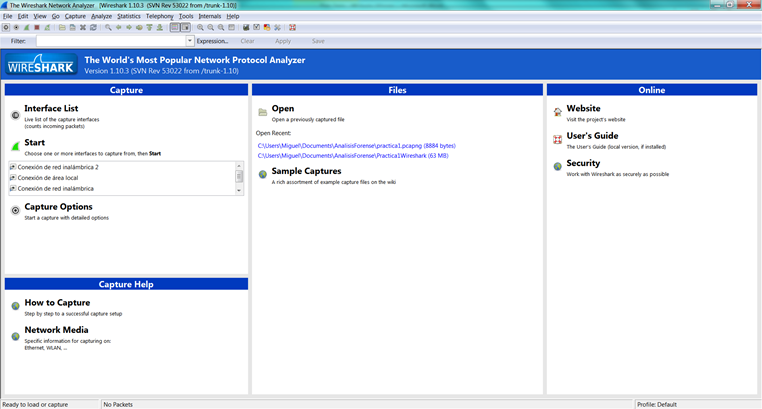 The Wireshark Network Analyzer [Wireshark 1.10.3 (SVN Rev 53022 from /trunk-1.10)]
File Edit View Go Capture Analyze Statistics Telephony Tools Internals Help
Filter: Expression... Clear Apply Save
WIRESHARK
The World's Most Popular Network Protocol Analyzer
Version 1.10.3 (SVN Rev 53022 from /trunk-1.10)
Capture
Interface List
Live list of the capture interfaces
(counts incoming packets)
Start
Choose one or more interfaces to capture from, then Start
Conexión de red inalámbrica 2
Conexión de área local
Conexión de red inalámbrica
Capture Options
Start a capture with detailed options
Capture Help
How to Capture
Step by step to a successful capture setup
Network Media
Specific information for capturing on:
Ethernet, WLAN, ...
Files
Open
Open a previously captured file
Open Recent:
C:\Users\Miguel\Documents\AnalisisForense\practica1.pcapng (8884 bytes)
C:\Users\Miguel\Documents\AnalisisForense\Practica1Wireshark (63 MB)
Sample Captures
A rich assortment of example capture files on the wiki
Online
Website
Visit the project's website
User's Guide
The User's Guide (local version, if installed)
Security
Work with Wireshark as securely as possible
Ready to load or capture
No Packets
Profile: Default